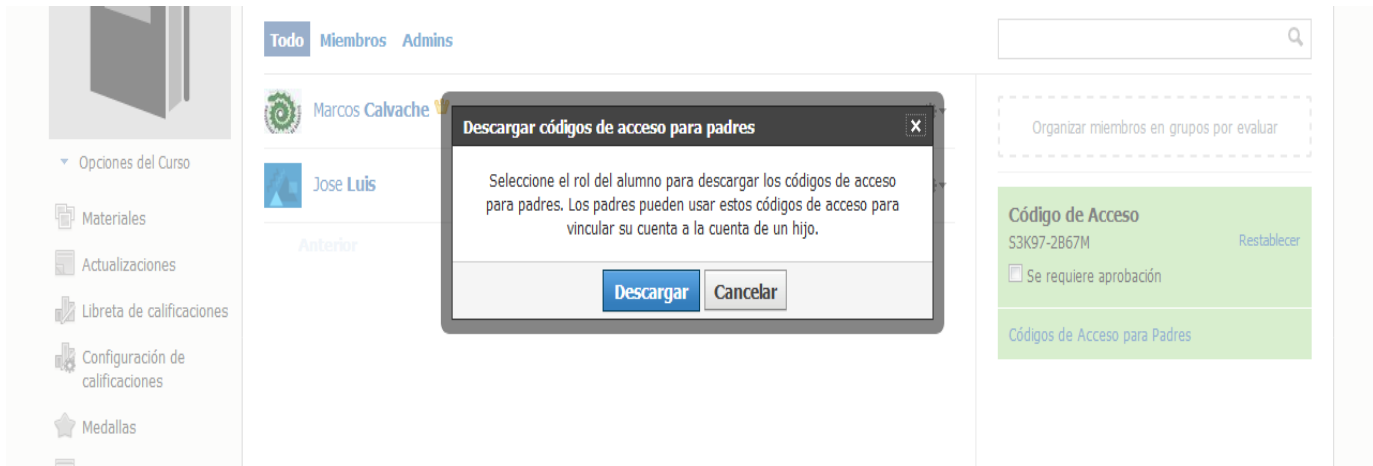 Todo Miembros Admins
Marcos Calvache
Jose Luis
Anterior
Opciones del Curso
Materiales
Actualizaciones
Libreta de calificaciones
Configuración de
calificaciones
Medallas
Descargar códigos de acceso para padres
Seleccione el rol del alumno para descargar los códigos de acceso
para padres. Los padres pueden usar estos códigos de acceso para
vincular su cuenta a la cuenta de un hijo.
Descargar Cancelar
Organizar miembros en grupos por evaluar
Código de Acceso
S3K97-2B67M Restablecer
Se requiere aprobación
Códigos de Acceso para Padres